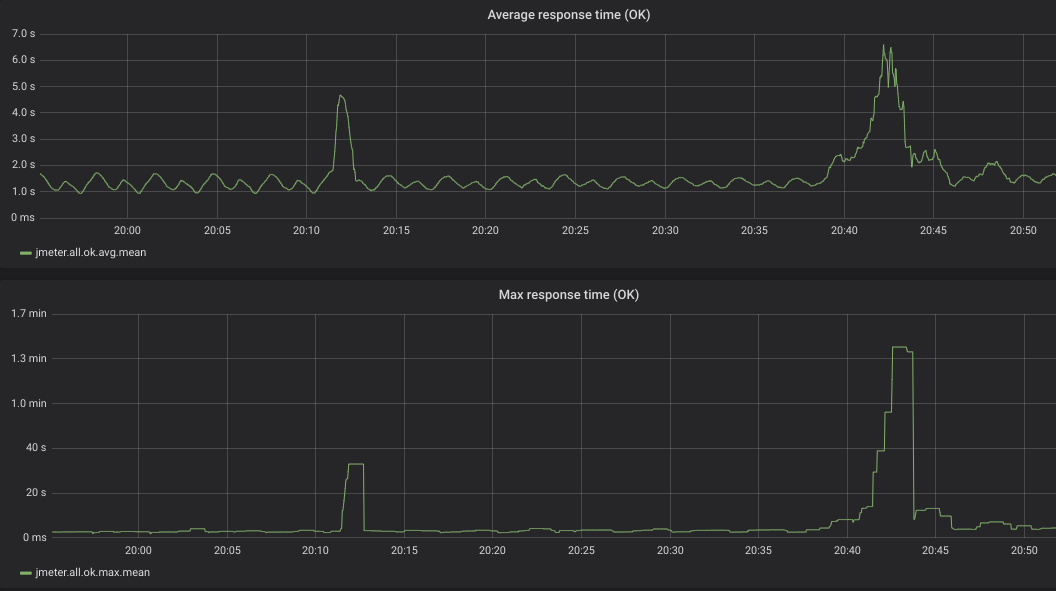 Average response time (OK)
7.0 s
6.0 s
5.0 s
4.0 s
3.0 s
2.0 s
1.0 s
0 ms
20:00 20:05 20:10 20:15 20:20 20:25 20:30 20:35 20:40 20:45 20:50
jmeter.all.ok.avg.mean
Max response time (OK)
1.7 min
1.3 min
1.0 min
40 s
20 s
0 ms
20:00 20:05 20:10 20:15 20:20 20:25 20:30 20:35 20:40 20:45 20:50
jmeter.all.ok.max.mean